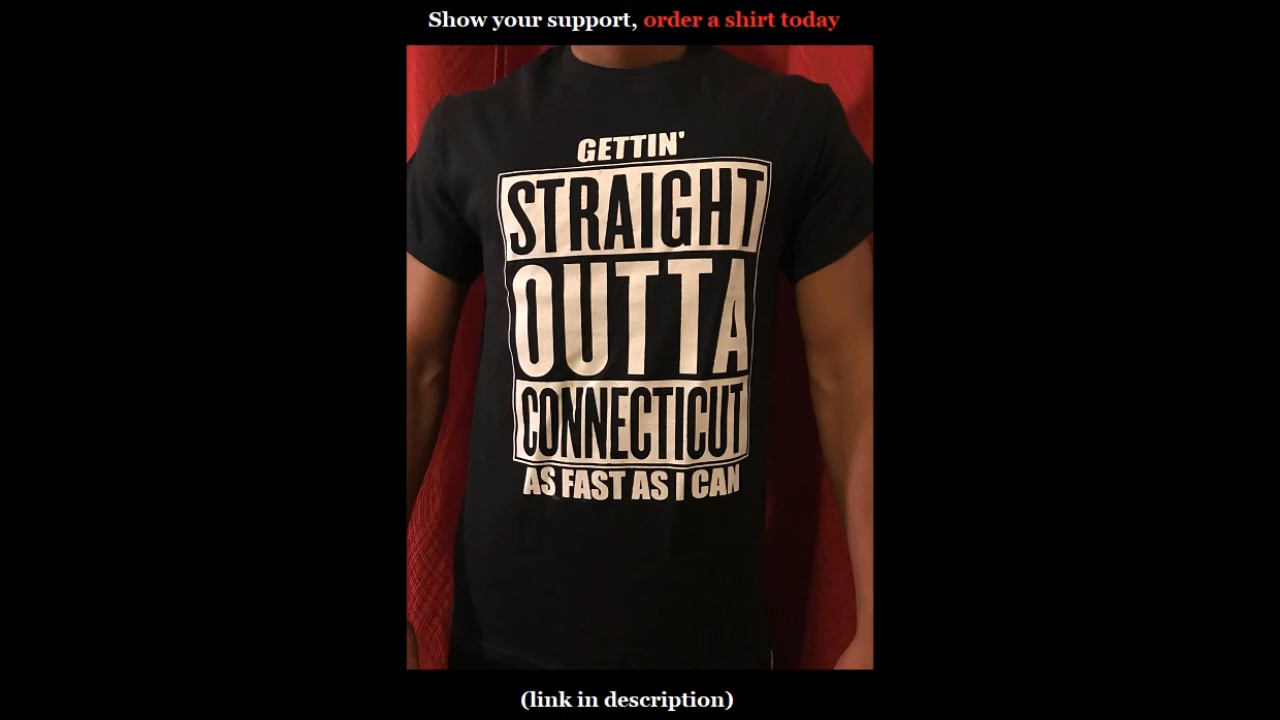 Show your support, order a shirt today
GETTIN'
STRAIGHT
OUTTA
CONNECTICUT
AS FAST AS I CAN
(link in description)